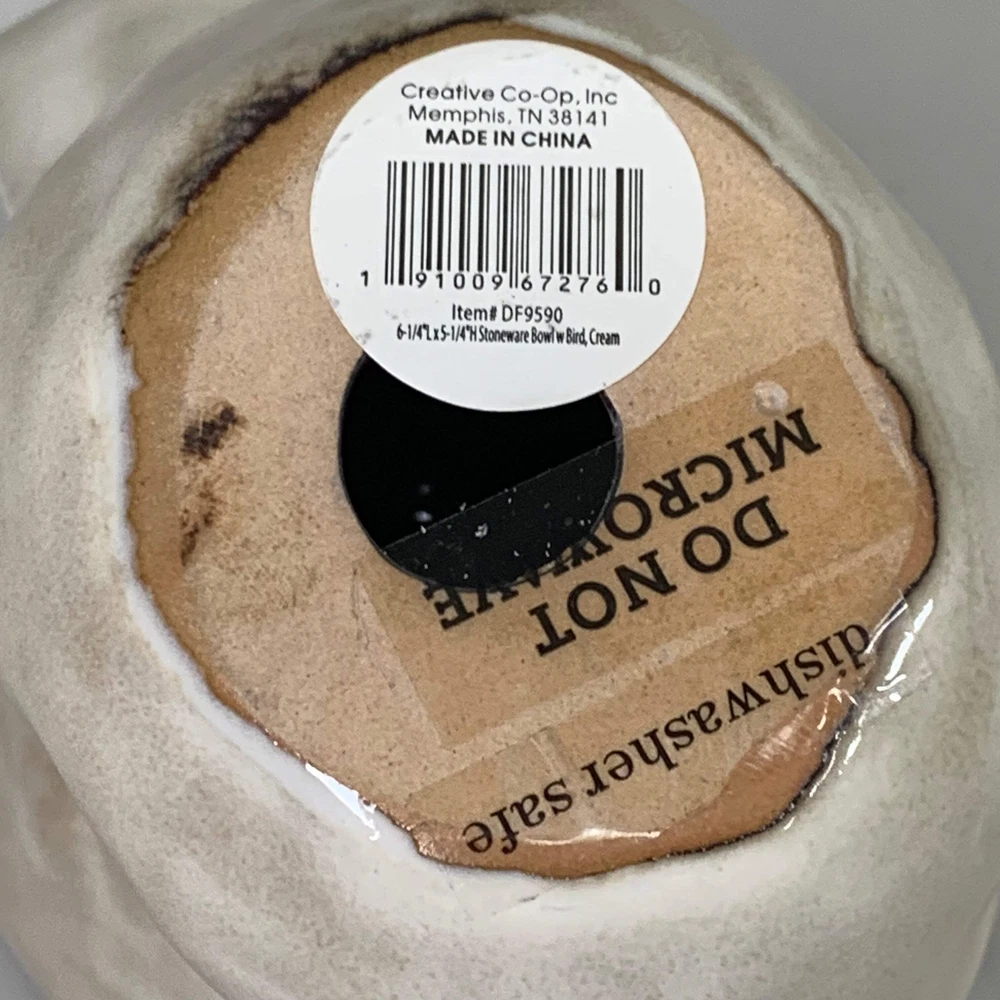 Creative Co-Op, Inc
Memphis, TN 38141
MADE IN CHINA
1 91009 67276 0
Item# DF9590
6-1/4"L x 5-1/4"H Stoneware Bowl w Bird, Cream
DO NOT
MICROWAVE
dishwasher safe